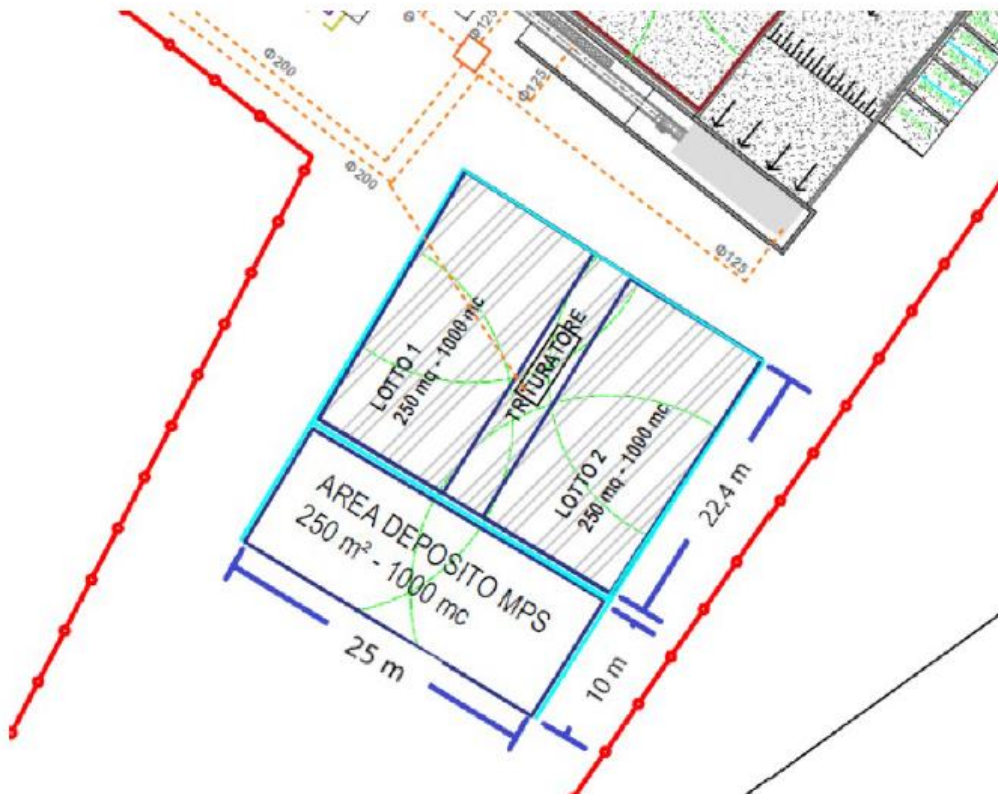 Φ125
Φ200
Φ125
Φ200
Φ125
LOTTO 1
250 mq - 1000 mc
TRITURATORE
LOTTO 2
250 mq - 1000 mc
AREA DEPOSITO MPS
250 m² - 1000 mc
22,4 m
10 m
25 m